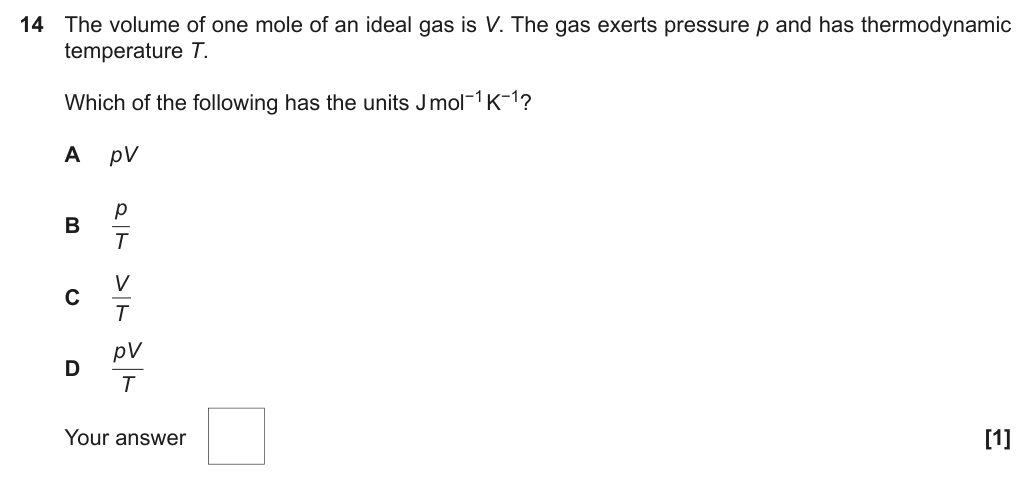 14 The volume of one mole of an ideal gas is V. The gas exerts pressure p and has thermodynamic
temperature T.
Which of the following has the units J mol⁻¹ K⁻¹?
A pV
B p/T
C V/T
D pV/T
Your answer
[1]